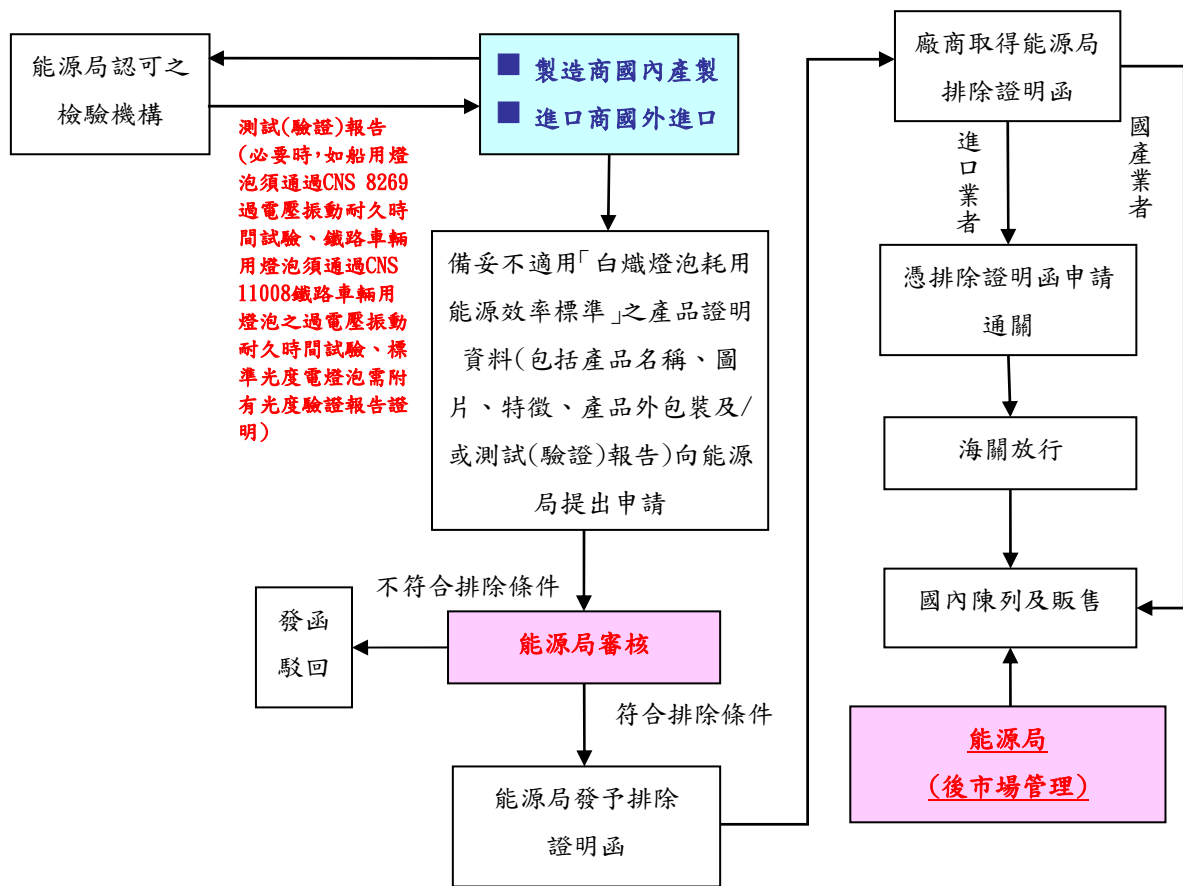 能源局認可之
檢驗機構
■ 製造商國內產製
■ 進口商國外進口
測試(驗證)報告
(必要時,如船用燈
泡須通過CNS 8269
過電壓振動耐久時
間試驗、鐵路車輛
用燈泡須通過CNS
11008鐵路車輛用
燈泡之過電壓振動
耐久時間試驗、標
準光度電燈泡需附
有光度驗證報告證
明)
備妥不適用「白熾燈泡耗用
能源效率標準」之產品證明
資料(包括產品名稱、圖
片、特徵、產品外包裝及/
或測試(驗證)報告)向能源
局提出申請
不符合排除條件
發函
駁回
能源局審核
符合排除條件
能源局發予排除
證明函
廠商取得能源局
排除證明函
進口業者
國產業者
憑排除證明函申請
通關
海關放行
國內陳列及販售
能源局
(後市場管理)